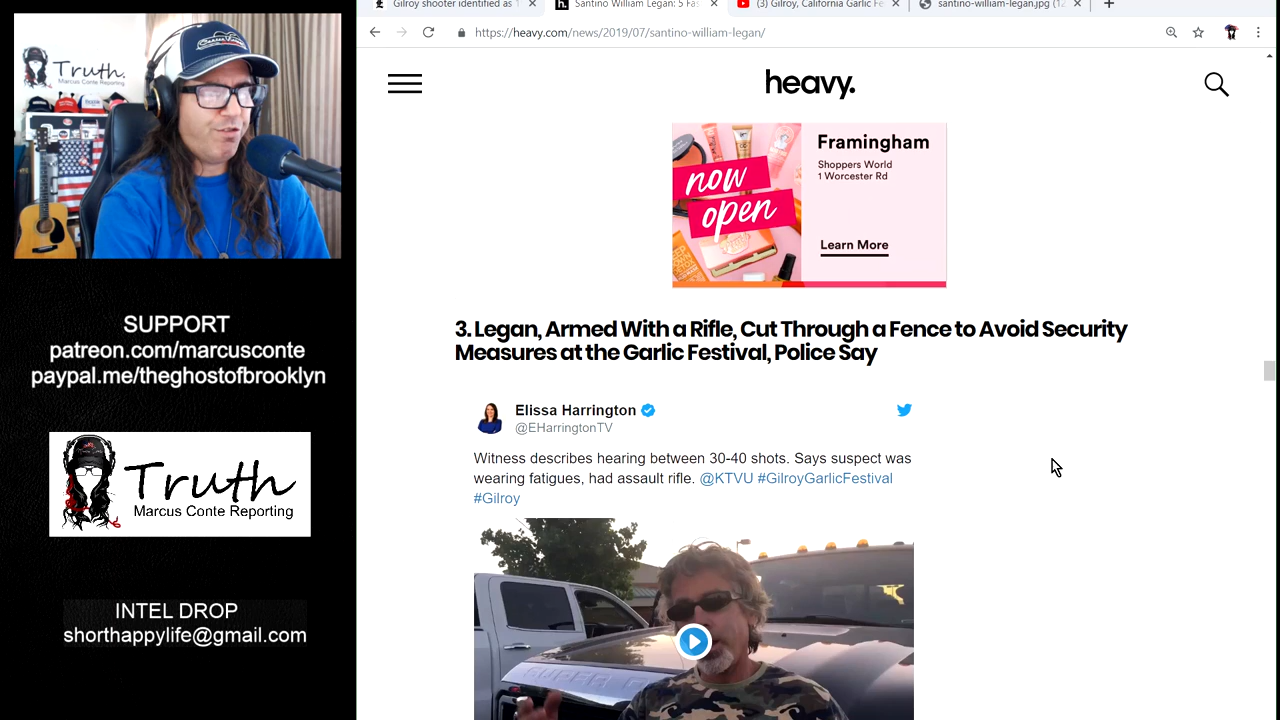 Truth.
Marcus Conte Reporting
SUPPORT
patreon.com/marcusconte
paypal.me/theghostofbrooklyn
Truth
Marcus Conte Reporting
INTEL DROP
shorthappylife@gmail.com
Gilroy shooter identified as
Santino William Legan: 5 Fas
(3) Gilroy, California Garlic Fe
santino-william-legan.jpg (12
https://heavy.com/news/2019/07/santino-william-legan/
heavy.
now
open
Framingham
Shoppers World
1 Worcester Rd
Learn More
3. Legan, Armed With a Rifle, Cut Through a Fence to Avoid Security
Measures at the Garlic Festival, Police Say
Elissa Harrington
@EHarringtonTV
Witness describes hearing between 30-40 shots. Says suspect was
wearing fatigues, had assault rifle. @KTVU #GilroyGarlicFestival
#Gilroy
SUPER